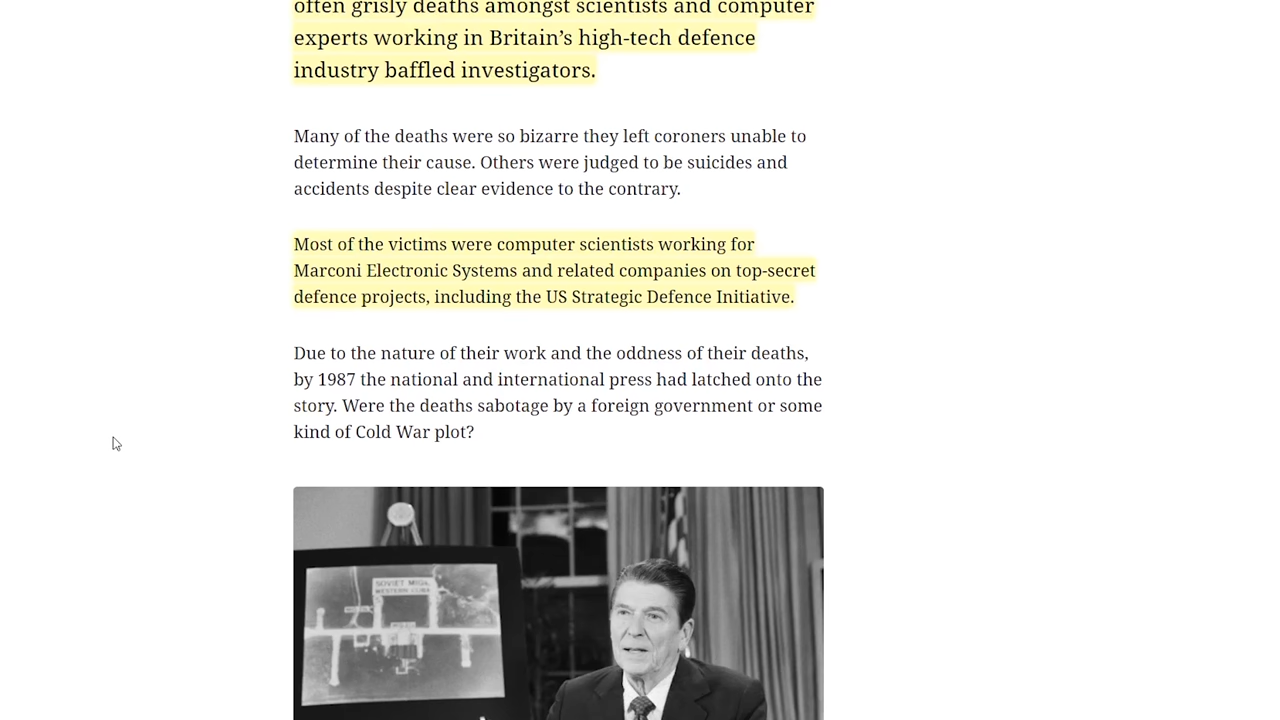 often grisly deaths amongst scientists and computer
experts working in Britain’s high-tech defence
industry baffled investigators.
Many of the deaths were so bizarre they left coroners unable to
determine their cause. Others were judged to be suicides and
accidents despite clear evidence to the contrary.
Most of the victims were computer scientists working for
Marconi Electronic Systems and related companies on top-secret
defence projects, including the US Strategic Defence Initiative.
Due to the nature of their work and the oddness of their deaths,
by 1987 the national and international press had latched onto the
story. Were the deaths sabotage by a foreign government or some
kind of Cold War plot?
SOVIET MIGs
WESTERN CUBA